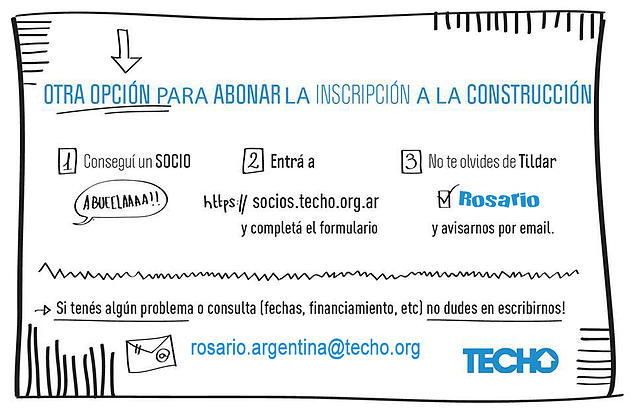 OTRA OPCIÓN PARA ABONAR LA INSCRIPCIÓN A LA CONSTRUCCIÓN
1 Conseguí un SOCIO
ABUELAAAA!!
2 Entrá a
https:// socios.techo.org.ar
y completá el formulario
3 No te olvides de Tildar
Rosario
y avisarnos por email.
Si tenés algún problema o consulta (fechas, financiamiento, etc) no dudes en escribirnos!
rosario.argentina@techo.org
TECHO